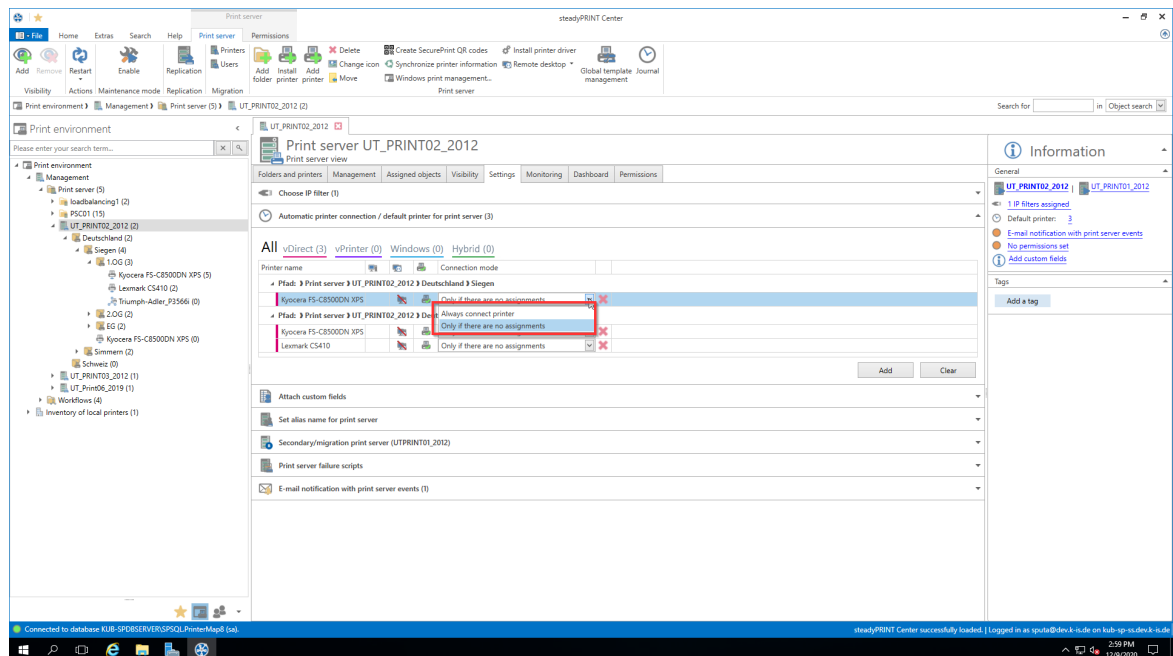 Print server
steadyPRINT Center
File Home Extras Search Help Print server Permissions
Add Remove Restart Enable Replication Printers Users
Add folder Install printer Add printer Delete Change icon Move
Create SecurePrint QR codes Install printer driver
Synchronize printer information Remote desktop
Windows print management...
Global template management Journal
Visibility Actions Maintenance mode Replication Migration Print server
Print environment Management Print server (5) UT_PRINT02_2012 (2)
Search for in Object search
Print environment
Please enter your search term...
Print environment
Management
Print server (5)
loadbalancing1 (2)
PSC01 (15)
UT_PRINT02_2012 (2)
Deutschland (2)
Siegen (4)
1.OG (3)
Kyocera FS-C8500DN XPS (5)
Lexmark CS410 (2)
Triumph-Adler_P3566i (0)
2.OG (2)
EG (2)
Kyocera FS-C8500DN XPS (0)
Simmern (2)
Schweiz (0)
UT_PRINT03_2012 (1)
UT_Print06_2019 (1)
Workflows (4)
Inventory of local printers (1)
UT_PRINT02_2012
Print server UT_PRINT02_2012
Print server view
Folders and printers Management Assigned objects Visibility Settings Monitoring Dashboard Permissions
Choose IP filter (1)
Automatic printer connection / default printer for print server (3)
All vDirect (3) vPrinter (0) Windows (0) Hybrid (0)
Printer name Connection mode
Pfad: Print server UT_PRINT02_2012 Deutschland Siegen
Kyocera FS-C8500DN XPS Only if there are no assignments
Always connect printer
Only if there are no assignments
Pfad: Print server UT_PRINT02_2012
Kyocera FS-C8500DN XPS
Lexmark CS410 Only if there are no assignments
Add Clear
Attach custom fields
Set alias name for print server
Secondary/migration print server (UTPRINT01_2012)
Print server failure scripts
E-mail notification with print server events (1)
Information
General
UT_PRINT02_2012 | UT_PRINT01_2012
1 IP filters assigned
Default printer: 3
E-mail notification with print server events
No permissions set
Add custom fields
Tags
Add a tag
Connected to database KUB-SPDBSERVER\SPSQL.PrinterMap8 (sa).
steadyPRINT Center successfully loaded. | Logged in as sputa@dev.k-is.de on kub-sp-ss.dev.k-is.de
2:59 PM
12/9/2020